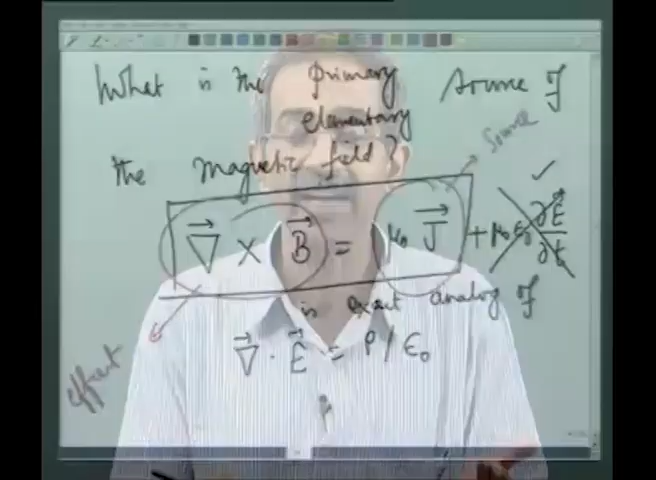 What is the primary source of
elementary
the magnetic field?
source
∇⃗ × B⃗ = μ₀ J⃗ + μ₀ε₀ ∂E⃗/∂t
is exact analog of
∇⃗ · E⃗ = ρ/ε₀
effect